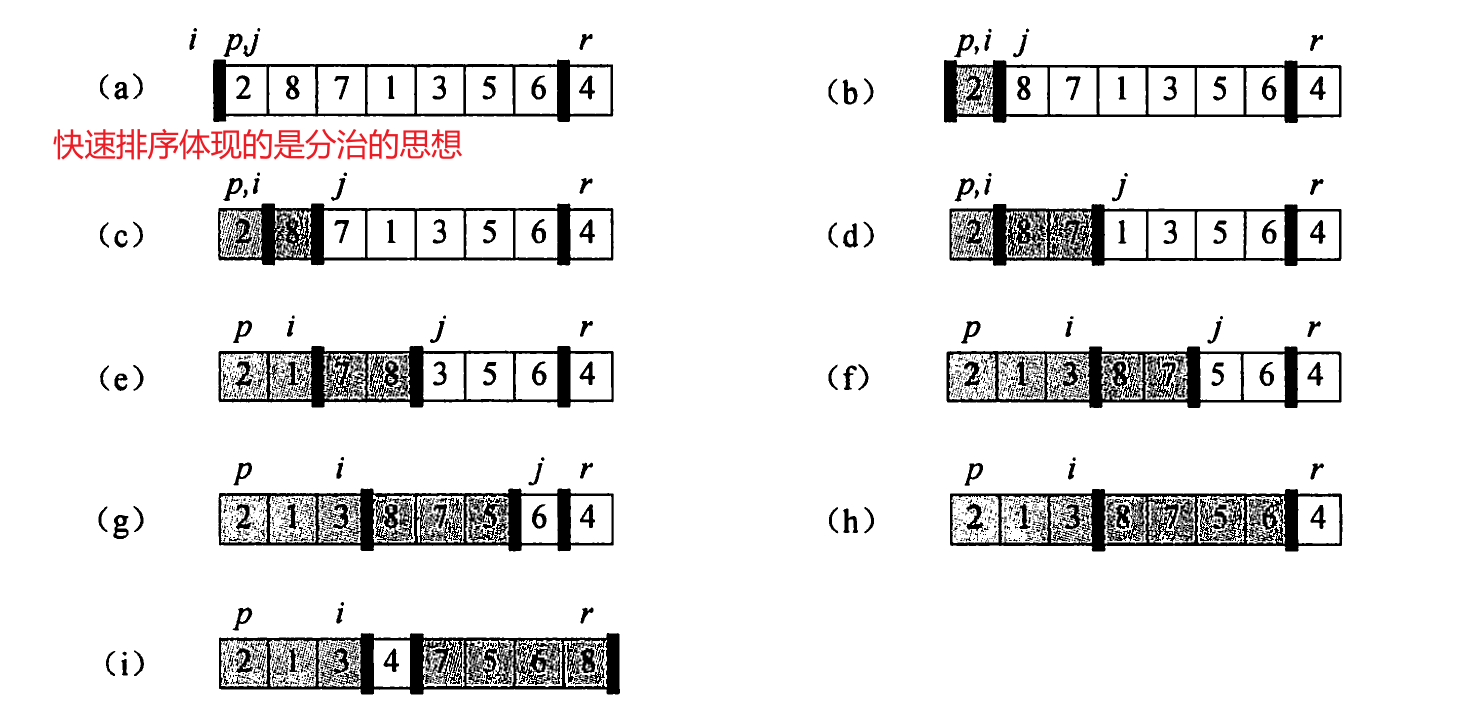 i p,j r
(a) 2 8 7 1 3 5 6 4
p,i j r
(b) 2 8 7 1 3 5 6 4
快速排序体现的是分治的思想
p,i j r
(c) 2 8 7 1 3 5 6 4
p,i j r
(d) 2 8 7 1 3 5 6 4
p i j r
(e) 2 1 7 8 3 5 6 4
p i j r
(f) 2 1 3 8 7 5 6 4
p i j r
(g) 2 1 3 8 7 5 6 4
p i r
(h) 2 1 3 8 7 5 6 4
p i r
(i) 2 1 3 4 7 5 6 8